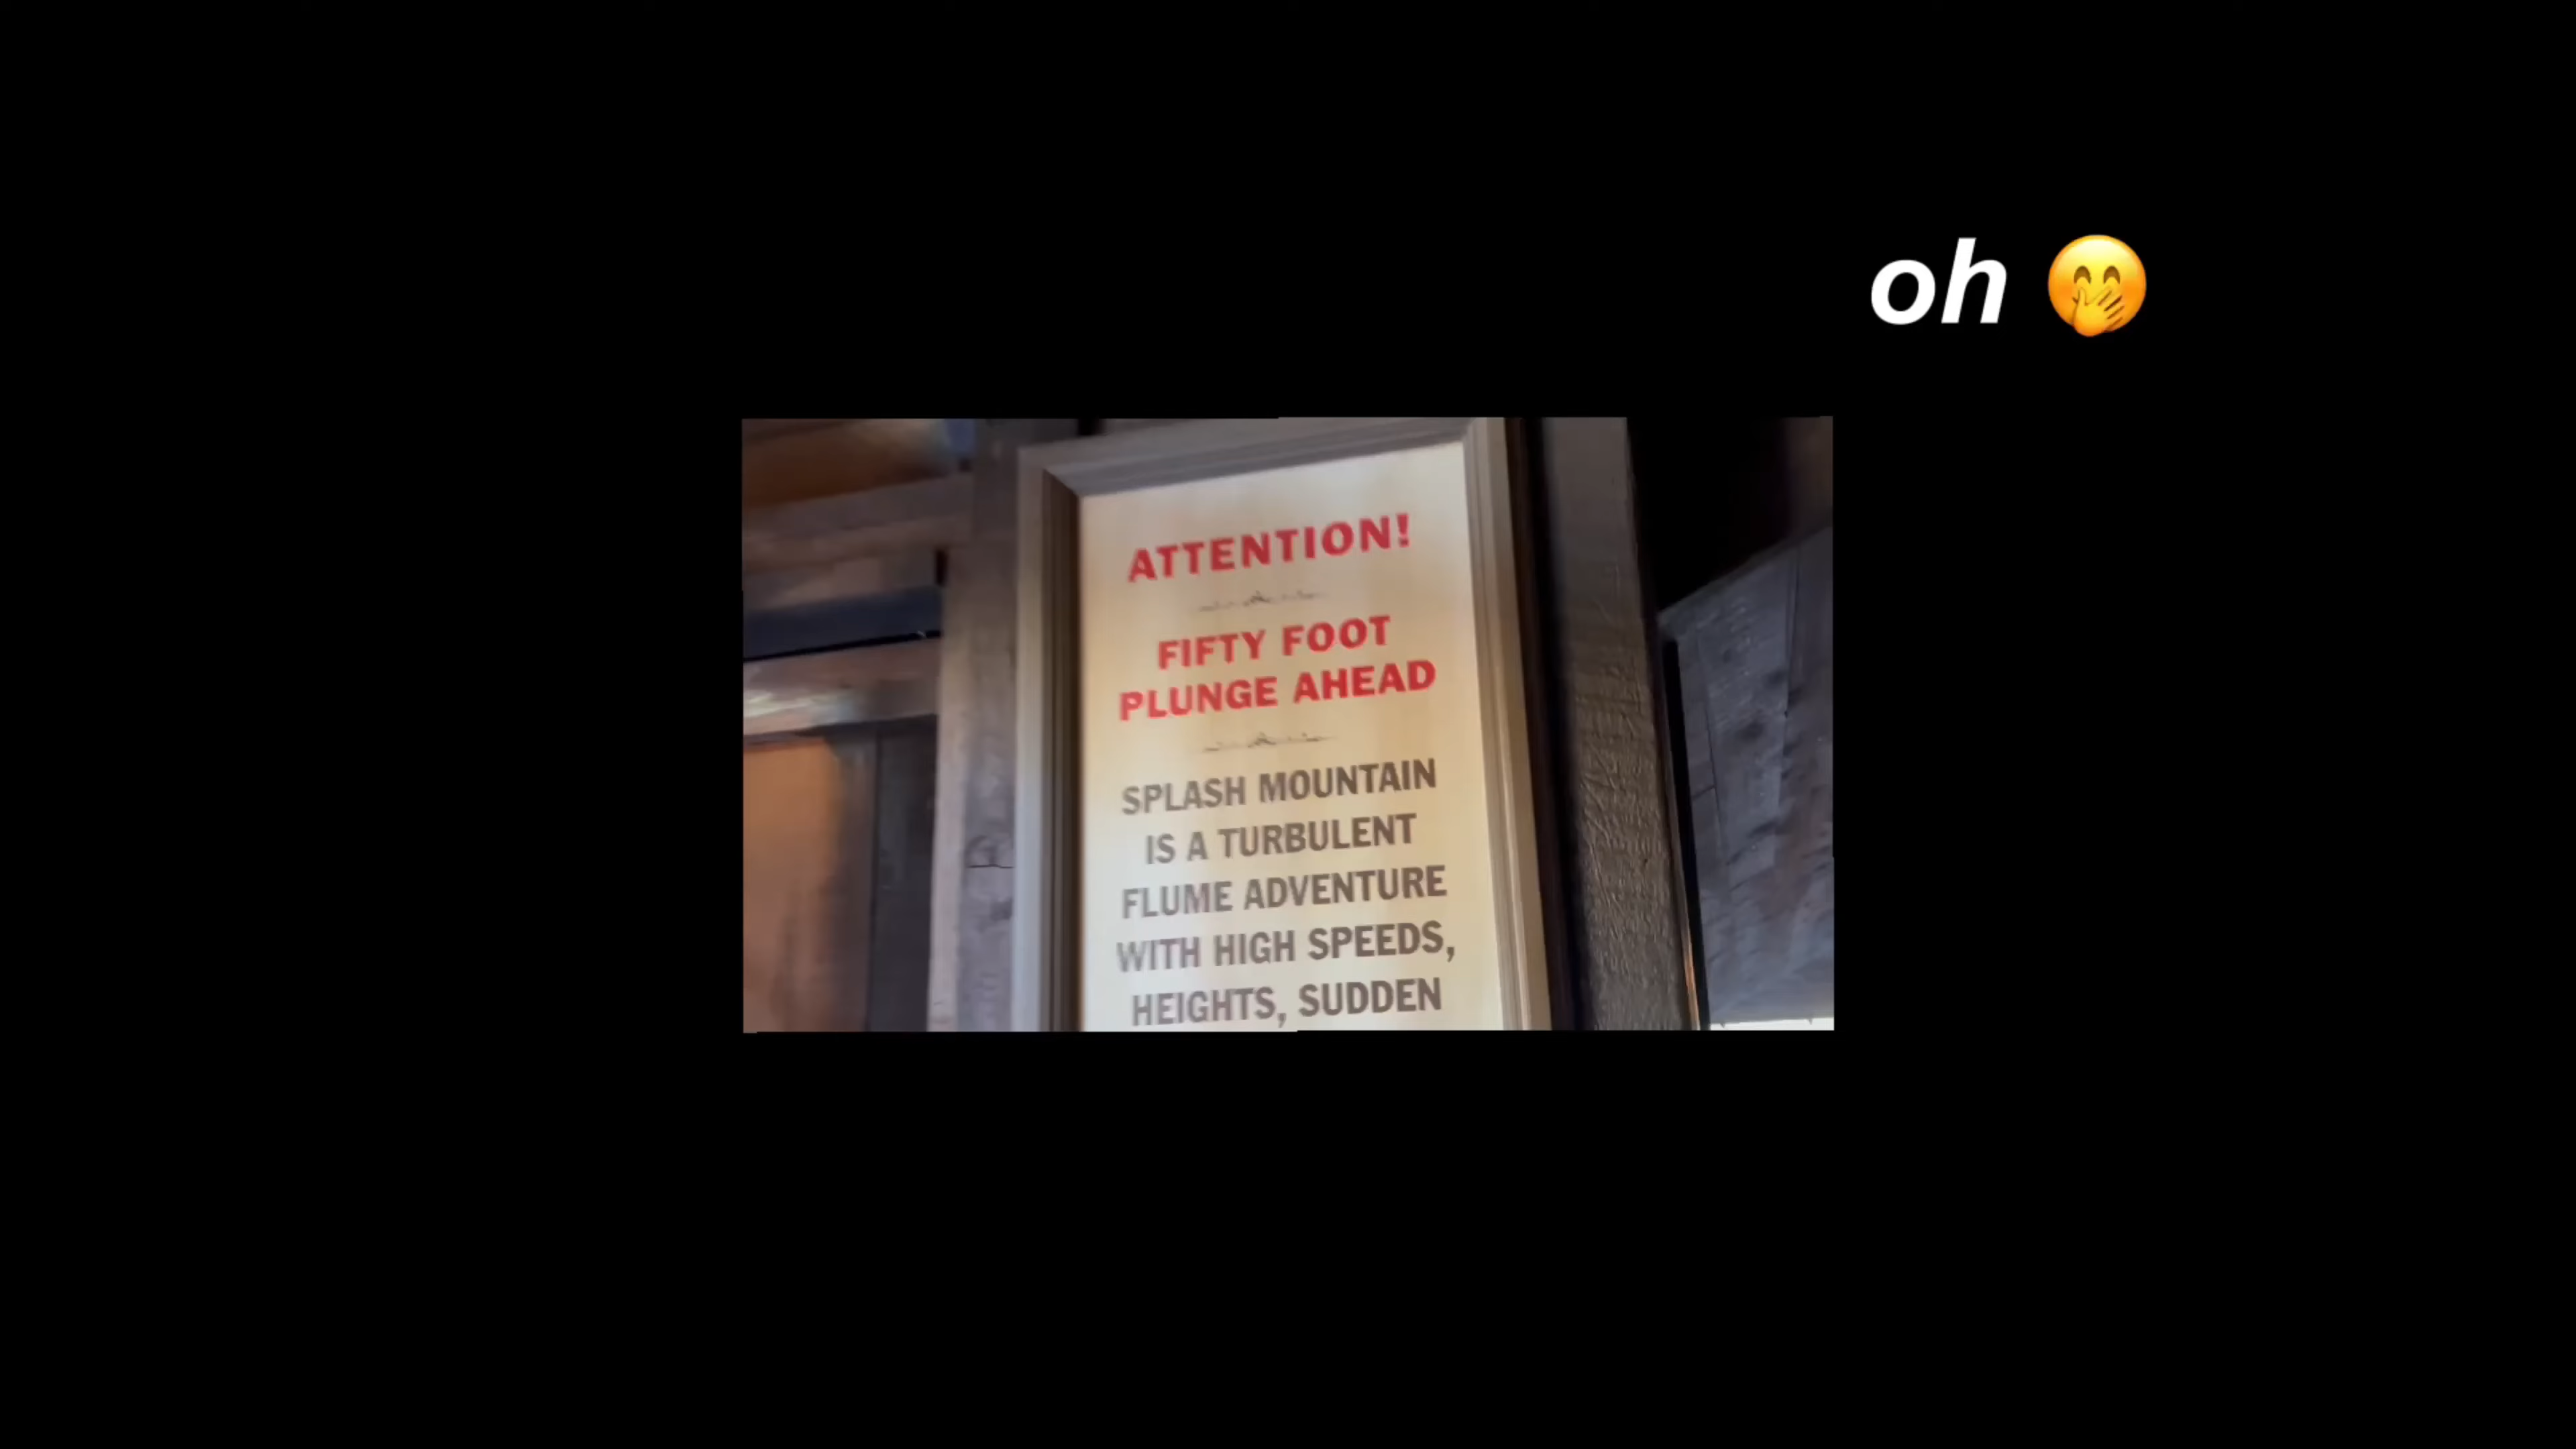 oh 🤭
ATTENTION!
FIFTY FOOT
PLUNGE AHEAD
SPLASH MOUNTAIN
IS A TURBULENT
FLUME ADVENTURE
WITH HIGH SPEEDS,
HEIGHTS, SUDDEN